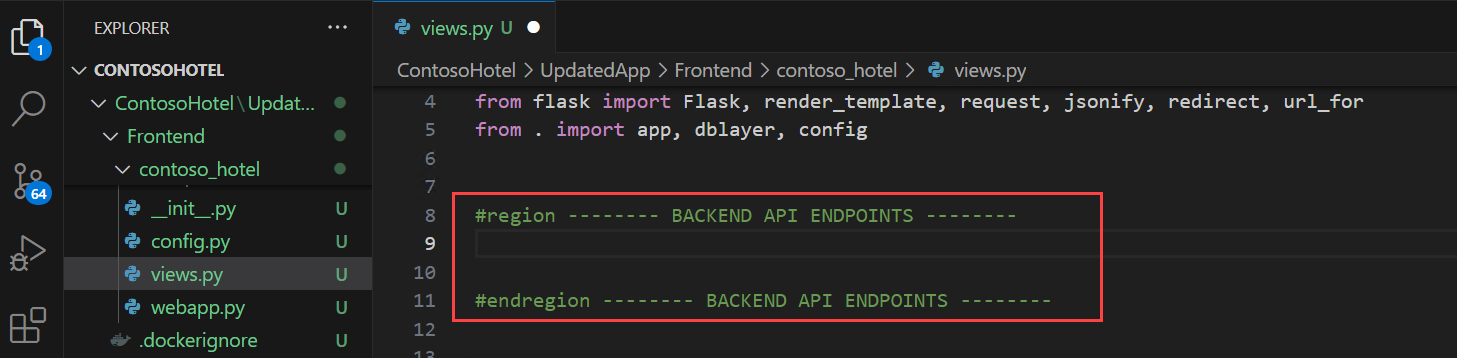 EXPLORER ...
1
CONTOSOHOTEL
ContosoHotel\Updat...
Frontend
contoso_hotel
64
__init__.py U
config.py U
views.py U
webapp.py U
.dockerignore U
views.py U
ContosoHotel > UpdatedApp > Frontend > contoso_hotel > views.py
4 from flask import Flask, render_template, request, jsonify, redirect, url_for
5 from . import app, dblayer, config
6
7
8 #region -------- BACKEND API ENDPOINTS --------
9
10
11 #endregion -------- BACKEND API ENDPOINTS --------
12
13